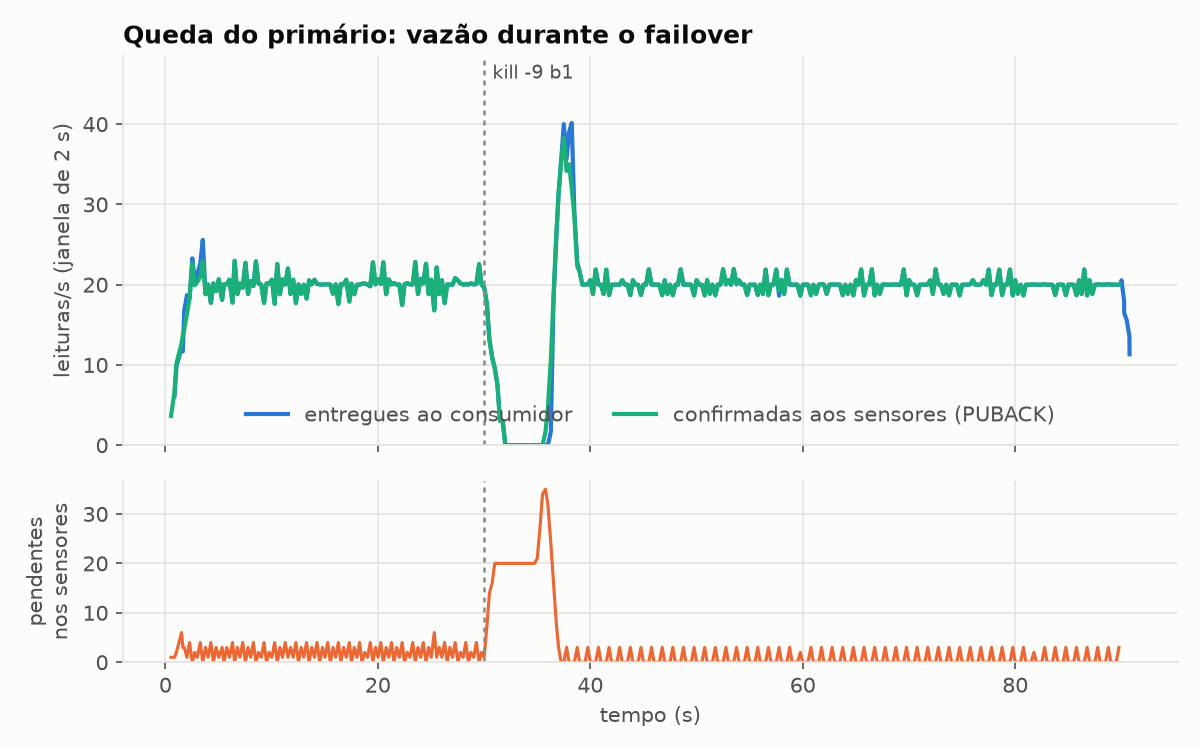 Queda do primário: vazão durante o failover
kill -9 b1
leituras/s (janela de 2 s)
40
30
20
10
0
entregues ao consumidor
confirmadas aos sensores (PUBACK)
pendentes
nos sensores
30
20
10
0
0
20
40
60
80
tempo (s)